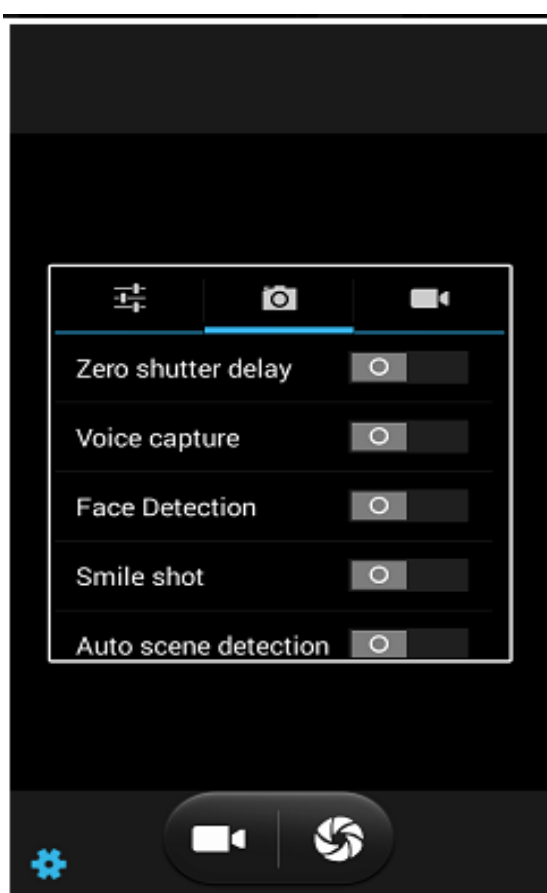 Zero shutter delay
Voice capture
Face Detection
Smile shot
Auto scene detection